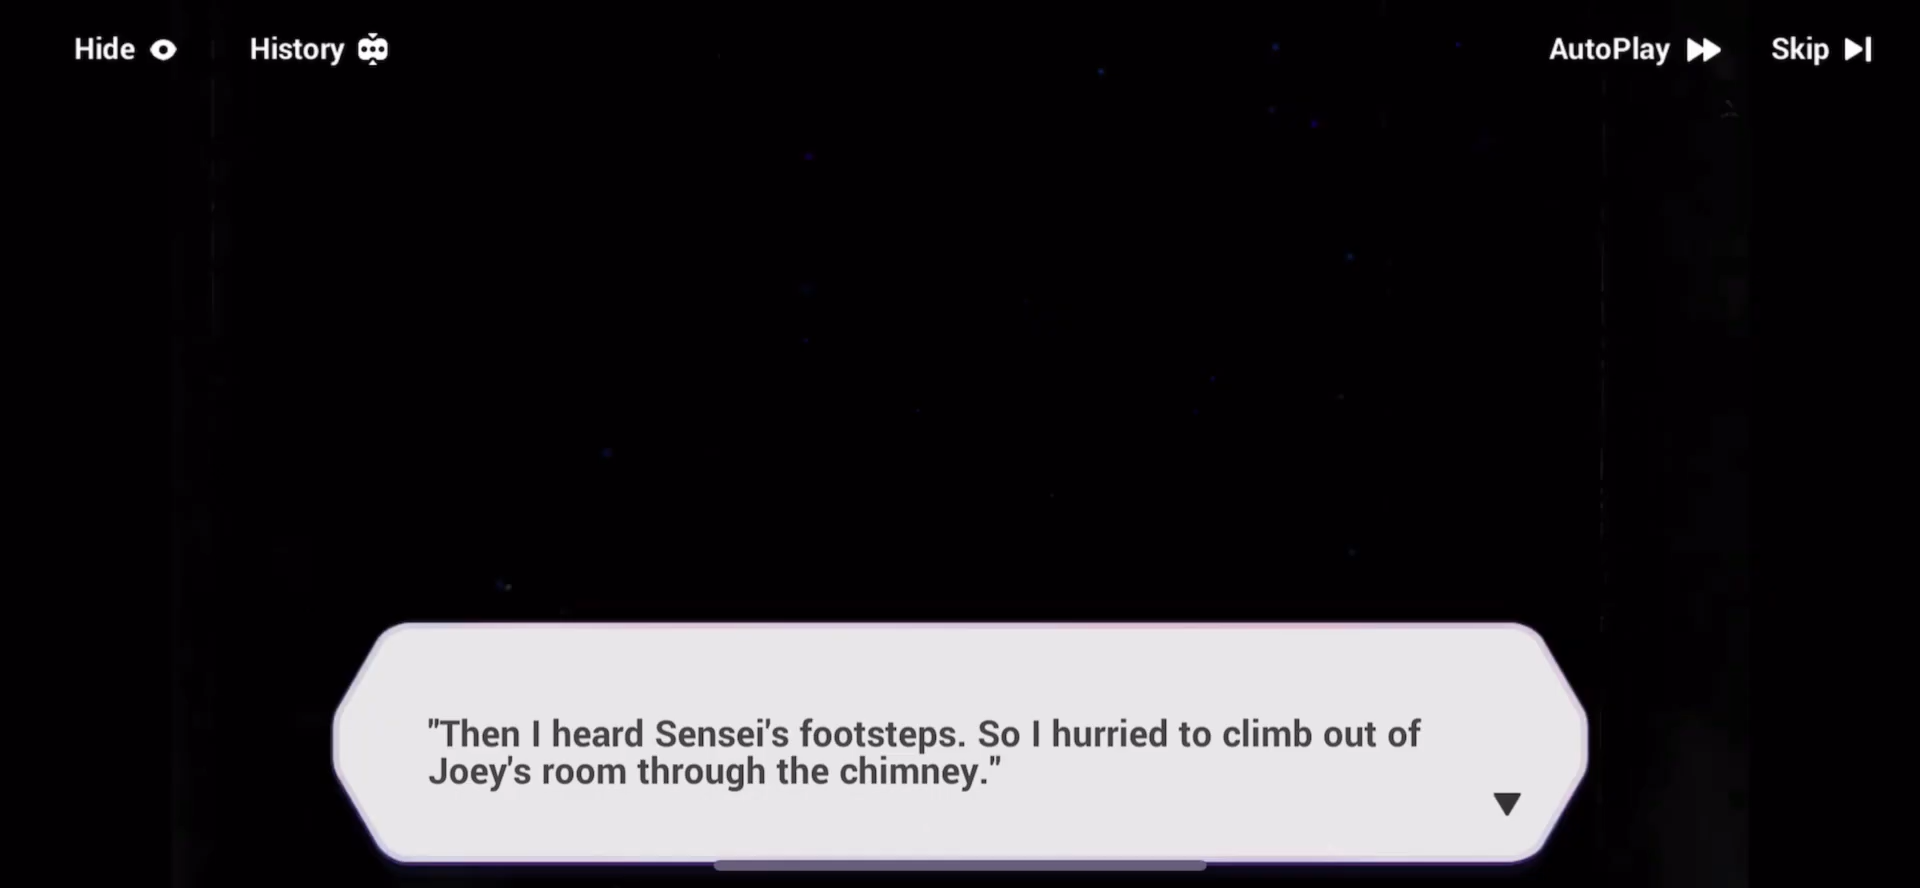 Hide
History
AutoPlay
Skip
"Then I heard Sensei's footsteps. So I hurried to climb out of
Joey's room through the chimney."